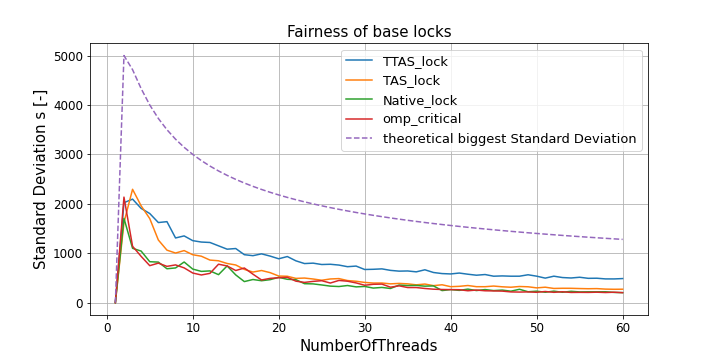 Fairness of base locks
Standard Deviation s [-]
5000
4000
3000
2000
1000
0
TTAS_lock
TAS_lock
Native_lock
omp_critical
theoretical biggest Standard Deviation
0 10 20 30 40 50 60
NumberOfThreads